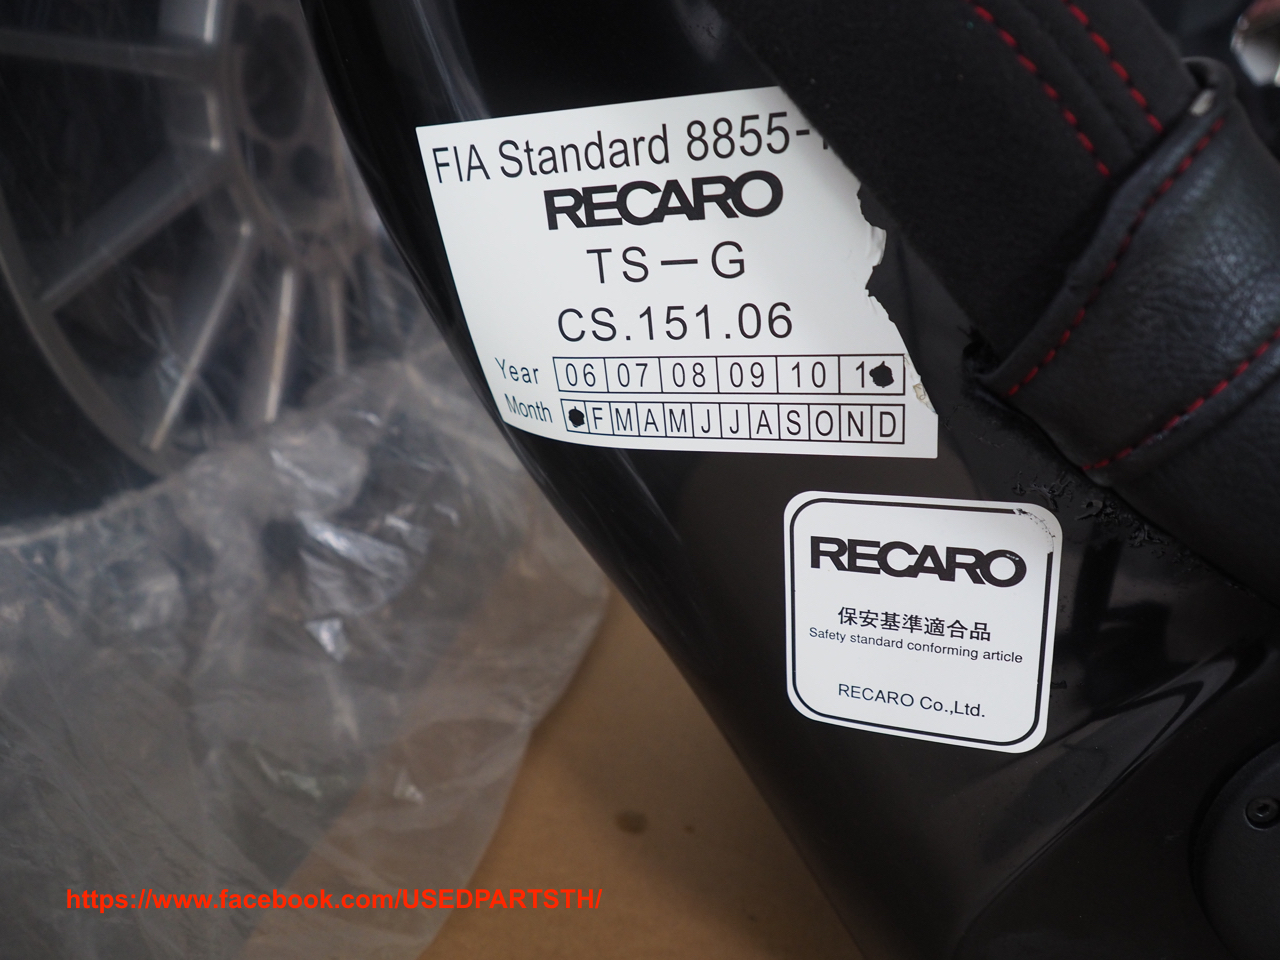 FIA Standard 8855-
RECARO
TS-G
CS.151.06
Year 06 07 08 09 10 1
Month F M A M J J A S O N D
RECARO
保安基準適合品
Safety standard conforming article
RECARO Co.,Ltd.
https://www.facebook.com/USEDPARTSTH/